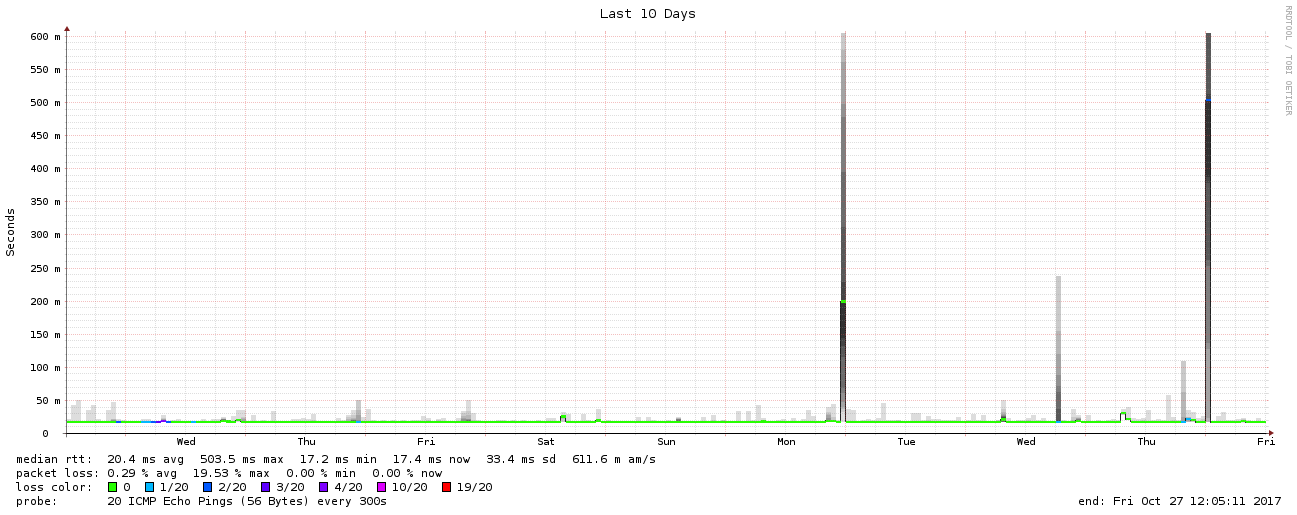 Last 10 Days
RRDTOOL / TOBI OETIKER
Seconds
600 m
550 m
500 m
450 m
400 m
350 m
300 m
250 m
200 m
150 m
100 m
50 m
0
Wed Thu Fri Sat Sun Mon Tue Wed Thu Fri
median rtt: 20.4 ms avg 503.5 ms max 17.2 ms min 17.4 ms now 33.4 ms sd 611.6 m am/s
packet loss: 0.29 % avg 19.53 % max 0.00 % min 0.00 % now
loss color: 0 1/20 2/20 3/20 4/20 10/20 19/20
probe: 20 ICMP Echo Pings (56 Bytes) every 300s
end: Fri Oct 27 12:05:11 2017